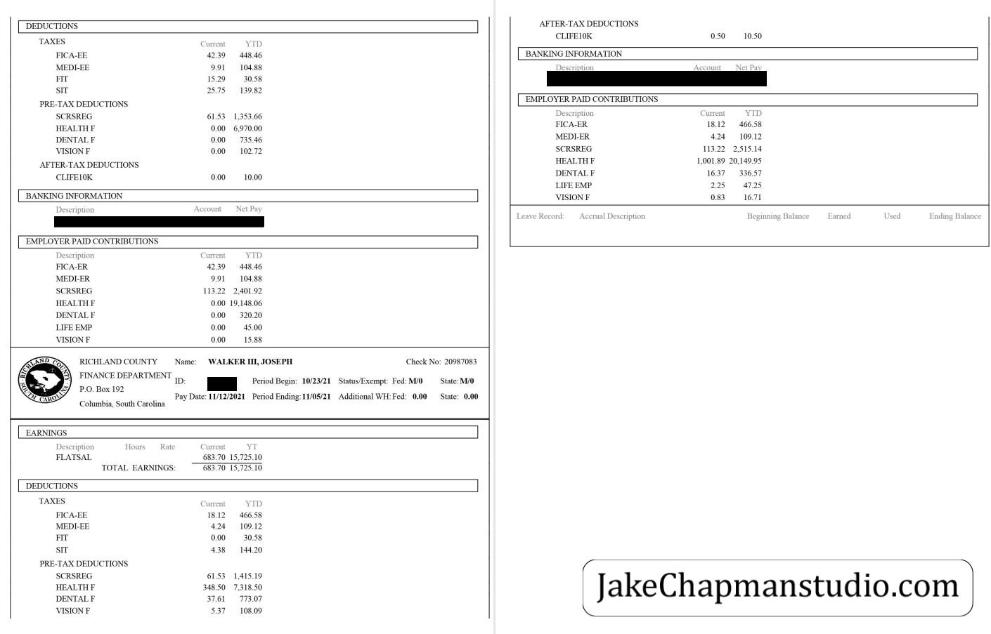 DEDUCTIONS
TAXES Current YTD
FICA-EE 42.39 448.46
MEDI-EE 9.91 104.88
FIT 15.29 30.58
SIT 25.75 139.82
PRE-TAX DEDUCTIONS
SCRSREG 61.53 1,353.66
HEALTH F 0.00 6,970.00
DENTAL F 0.00 735.46
VISION F 0.00 102.72
AFTER-TAX DEDUCTIONS
CLIFE10K 0.00 10.00
BANKING INFORMATION
Description Account Net Pay
EMPLOYER PAID CONTRIBUTIONS
Description Current YTD
FICA-ER 42.39 448.46
MEDI-ER 9.91 104.88
SCRSREG 113.22 2,401.92
HEALTH F 0.00 19,148.06
DENTAL F 0.00 320.20
LIFE EMP 0.00 45.00
VISION F 0.00 15.88
RICHLAND COUNTY SOUTH CAROLINA
RICHLAND COUNTY Name: WALKER III, JOSEPH Check No: 20987083
FINANCE DEPARTMENT ID: Period Begin: 10/23/21 Status/Exempt: Fed: M/0 State: M/0
P.O. Box 192
Columbia, South Carolina Pay Date: 11/12/2021 Period Ending: 11/05/21 Additional WH: Fed: 0.00 State: 0.00
EARNINGS
Description Hours Rate Current YT
FLATSAL 683.70 15,725.10
TOTAL EARNINGS: 683.70 15,725.10
DEDUCTIONS
TAXES Current YTD
FICA-EE 18.12 466.58
MEDI-EE 4.24 109.12
FIT 0.00 30.58
SIT 4.38 144.20
PRE-TAX DEDUCTIONS
SCRSREG 61.53 1,415.19
HEALTH F 348.50 7,318.50
DENTAL F 37.61 773.07
VISION F 5.37 108.09
AFTER-TAX DEDUCTIONS
CLIFE10K 0.50 10.50
BANKING INFORMATION
Description Account Net Pay
EMPLOYER PAID CONTRIBUTIONS
Description Current YTD
FICA-ER 18.12 466.58
MEDI-ER 4.24 109.12
SCRSREG 113.22 2,515.14
HEALTH F 1,001.89 20,149.95
DENTAL F 16.37 336.57
LIFE EMP 2.25 47.25
VISION F 0.83 16.71
Leave Record: Accrual Description Beginning Balance Earned Used Ending Balance
JakeChapmanstudio.com